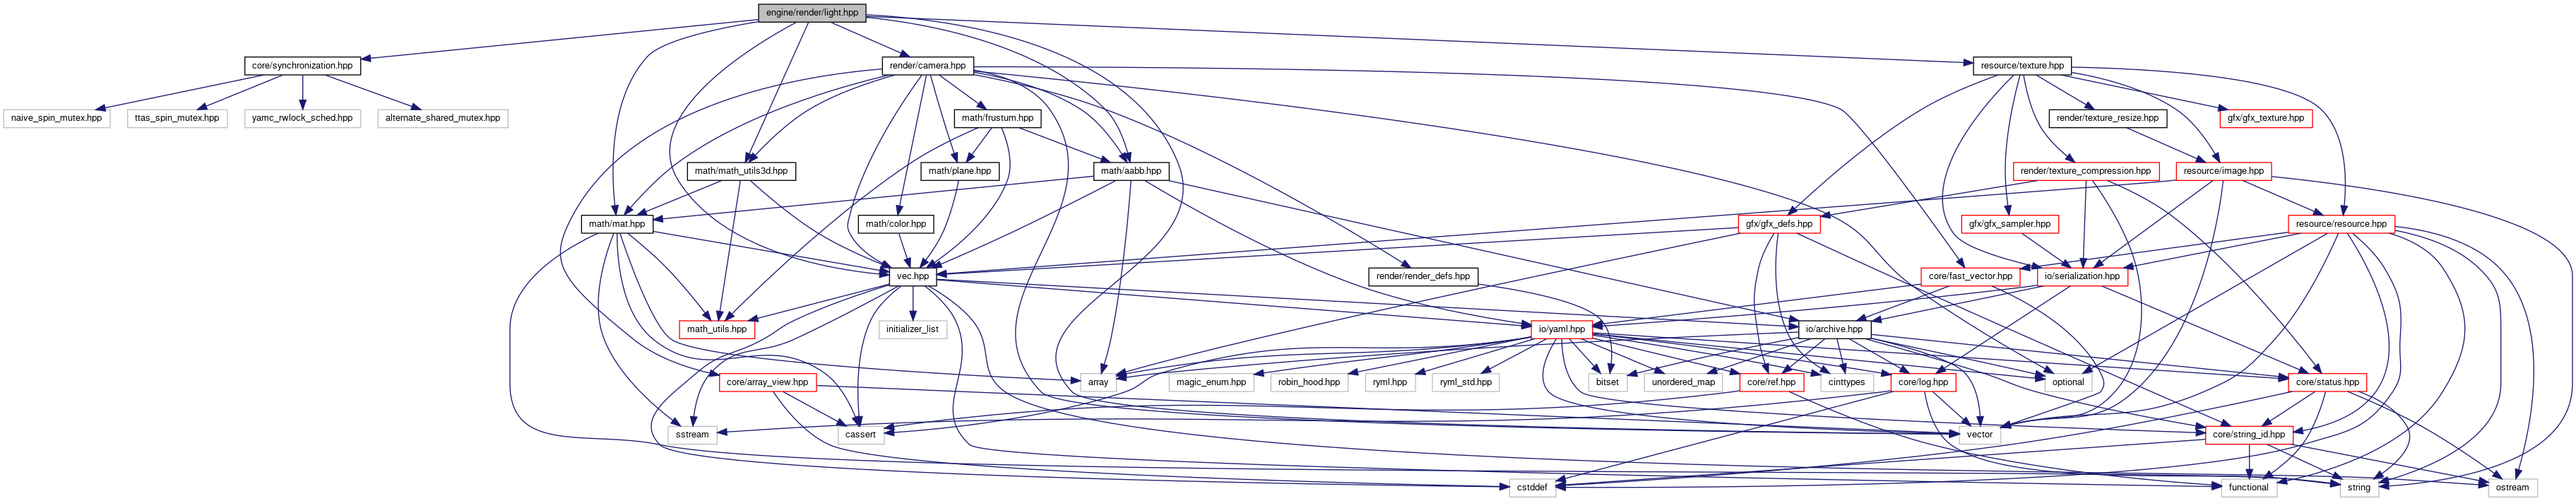 engine/render/light.hpp
core/synchronization.hpp
render/camera.hpp
resource/texture.hpp
naive_spin_mutex.hpp
ttas_spin_mutex.hpp
yamc_rwlock_sched.hpp
alternate_shared_mutex.hpp
math/frustum.hpp
render/texture_resize.hpp
gfx/gfx_texture.hpp
math/math_utils3d.hpp
math/plane.hpp
math/aabb.hpp
render/texture_compression.hpp
resource/image.hpp
math/mat.hpp
math/color.hpp
gfx/gfx_defs.hpp
gfx/gfx_sampler.hpp
resource/resource.hpp
vec.hpp
render/render_defs.hpp
core/fast_vector.hpp
io/serialization.hpp
math_utils.hpp
initializer_list
io/yaml.hpp
io/archive.hpp
core/array_view.hpp
array
magic_enum.hpp
robin_hood.hpp
ryml.hpp
ryml_std.hpp
bitset
unordered_map
core/ref.hpp
cinttypes
core/log.hpp
optional
core/status.hpp
sstream
cassert
vector
core/string_id.hpp
cstddef
functional
string
ostream